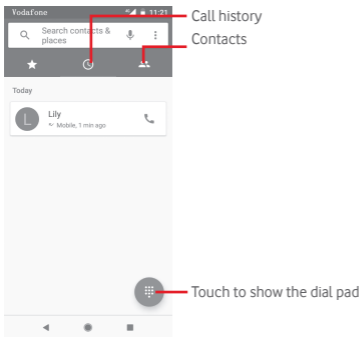 Vodafone 11:21
Call history
Search contacts &
places
Contacts
Today
L
Lily
Mobile, 1 min ago
Touch to show the dial pad